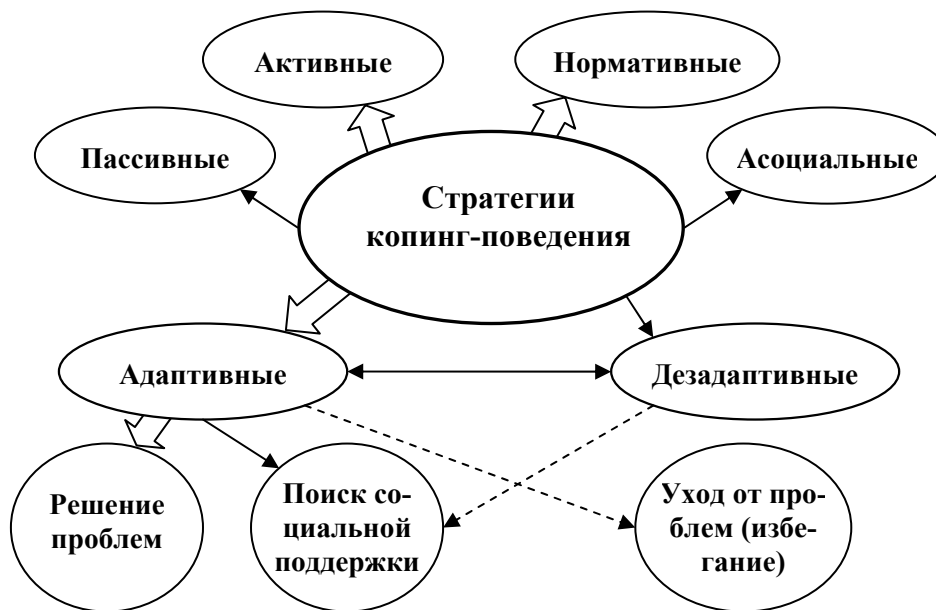 Активные
Нормативные
Пассивные
Асоциальные
Стратегии
копинг-поведения
Адаптивные
Дезадаптивные
Решение
проблем
Поиск со-
циальной
поддержки
Уход от про-
блем (избе-
гание)